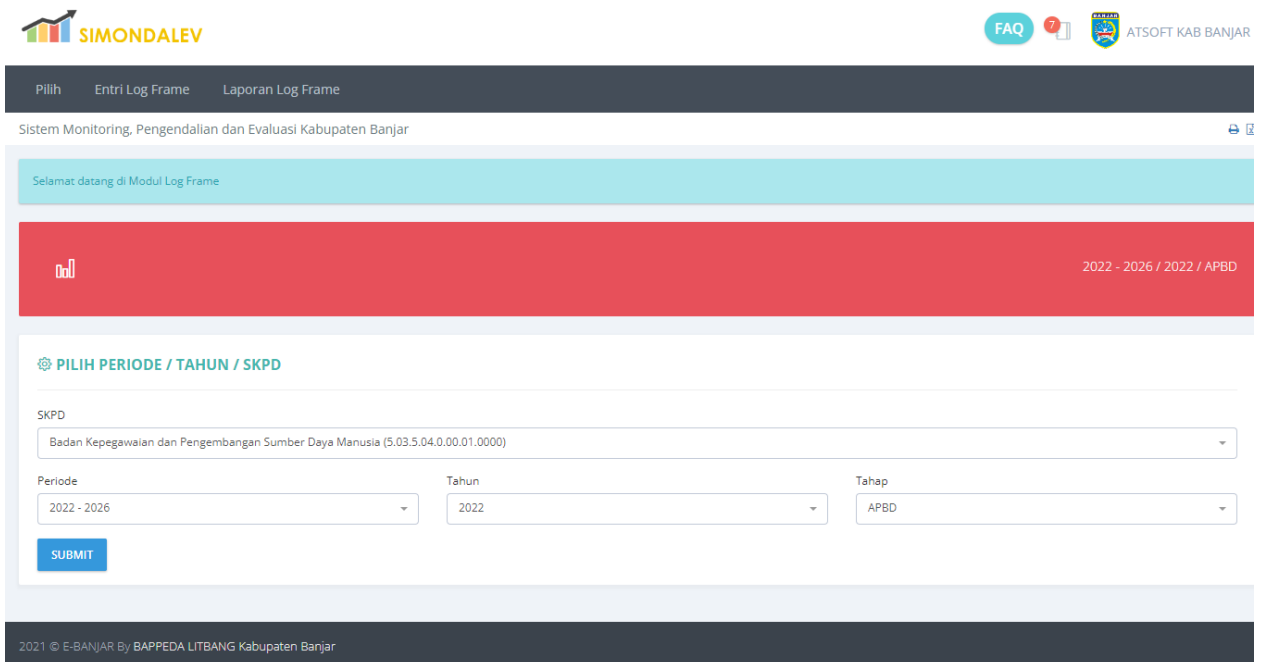 SIMONDALEV
FAQ 7 ATSOFT KAB BANJAR
BANJAR
Pilih Entri Log Frame Laporan Log Frame
Sistem Monitoring, Pengendalian dan Evaluasi Kabupaten Banjar
Selamat datang di Modul Log Frame
2022 - 2026 / 2022 / APBD
PILIH PERIODE / TAHUN / SKPD
SKPD
Badan Kepegawaian dan Pengembangan Sumber Daya Manusia (5.03.5.04.0.00.01.0000)
Periode Tahun Tahap
2022 - 2026 2022 APBD
SUBMIT
2021 © E-BANJAR By BAPPEDA LITBANG Kabupaten Banjar